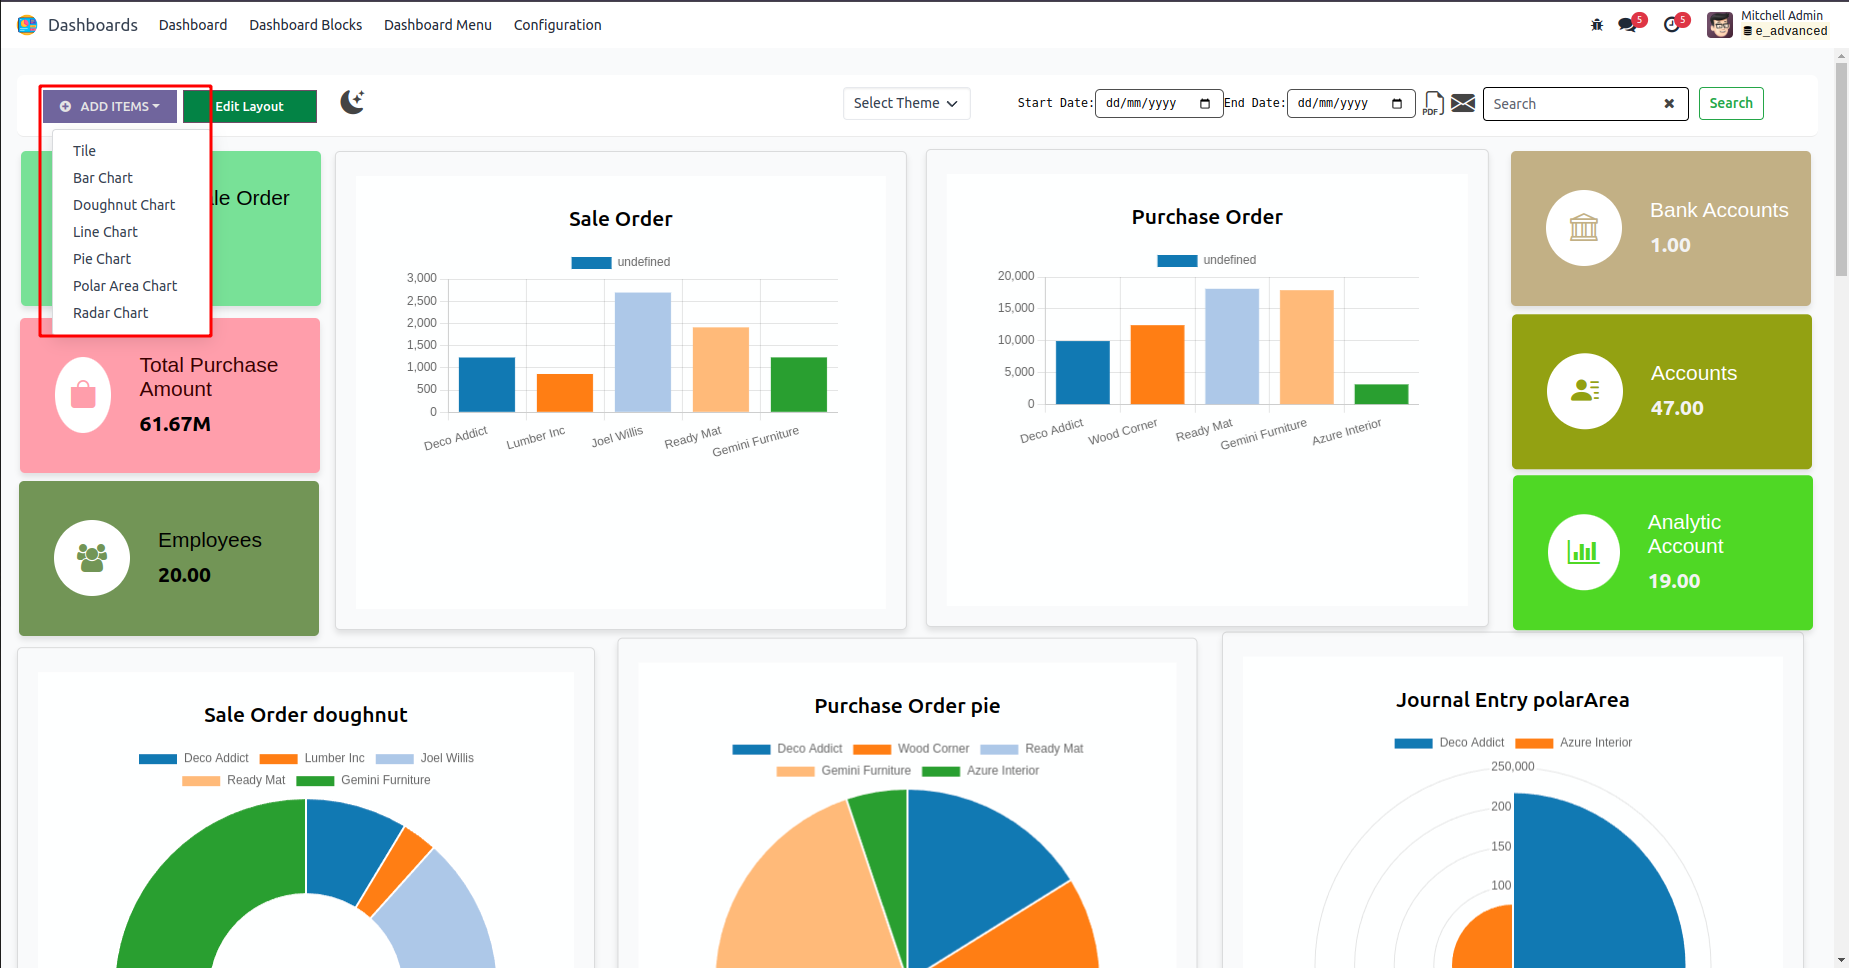 Dashboards Dashboard Dashboard Blocks Dashboard Menu Configuration 5 5 Mitchell Admin
e_advanced
ADD ITEMS Edit Layout Select Theme Start Date: dd/mm/yyyy End Date: dd/mm/yyyy PDF Search Search
Tile
Bar Chart
Doughnut Chart
Line Chart
Pie Chart
Polar Area Chart
Radar Chart
le Order
Total Purchase
Amount
61.67M
Employees
20.00
Sale Order
undefined
3,000
2,500
2,000
1,500
1,000
500
0
Deco Addict Lumber Inc Joel Willis Ready Mat Gemini Furniture
Purchase Order
undefined
20,000
15,000
10,000
5,000
0
Deco Addict Wood Corner Ready Mat Gemini Furniture Azure Interior
Bank Accounts
1.00
Accounts
47.00
Analytic
Account
19.00
Sale Order doughnut
Deco Addict Lumber Inc Joel Willis
Ready Mat Gemini Furniture
Purchase Order pie
Deco Addict Wood Corner Ready Mat
Gemini Furniture Azure Interior
Journal Entry polarArea
Deco Addict Azure Interior
250,000
200
150
100